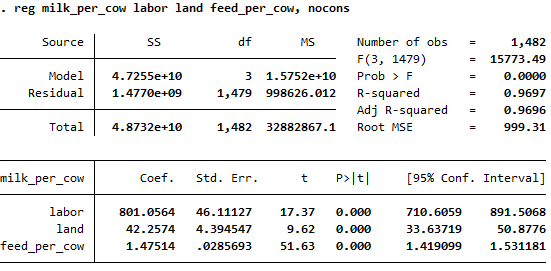 . reg milk_per_cow labor land feed_per_cow, nocons
Source SS df MS Number of obs = 1,482
F(3, 1479) = 15773.49
Model 4.7255e+10 3 1.5752e+10 Prob > F = 0.0000
Residual 1.4770e+09 1,479 998626.012 R-squared = 0.9697
Adj R-squared = 0.9696
Total 4.8732e+10 1,482 32882867.1 Root MSE = 999.31
milk_per_cow Coef. Std. Err. t P>|t| [95% Conf. Interval]
labor 801.0564 46.11127 17.37 0.000 710.6059 891.5068
land 42.2574 4.394547 9.62 0.000 33.63719 50.8776
feed_per_cow 1.47514 .0285693 51.63 0.000 1.419099 1.531181